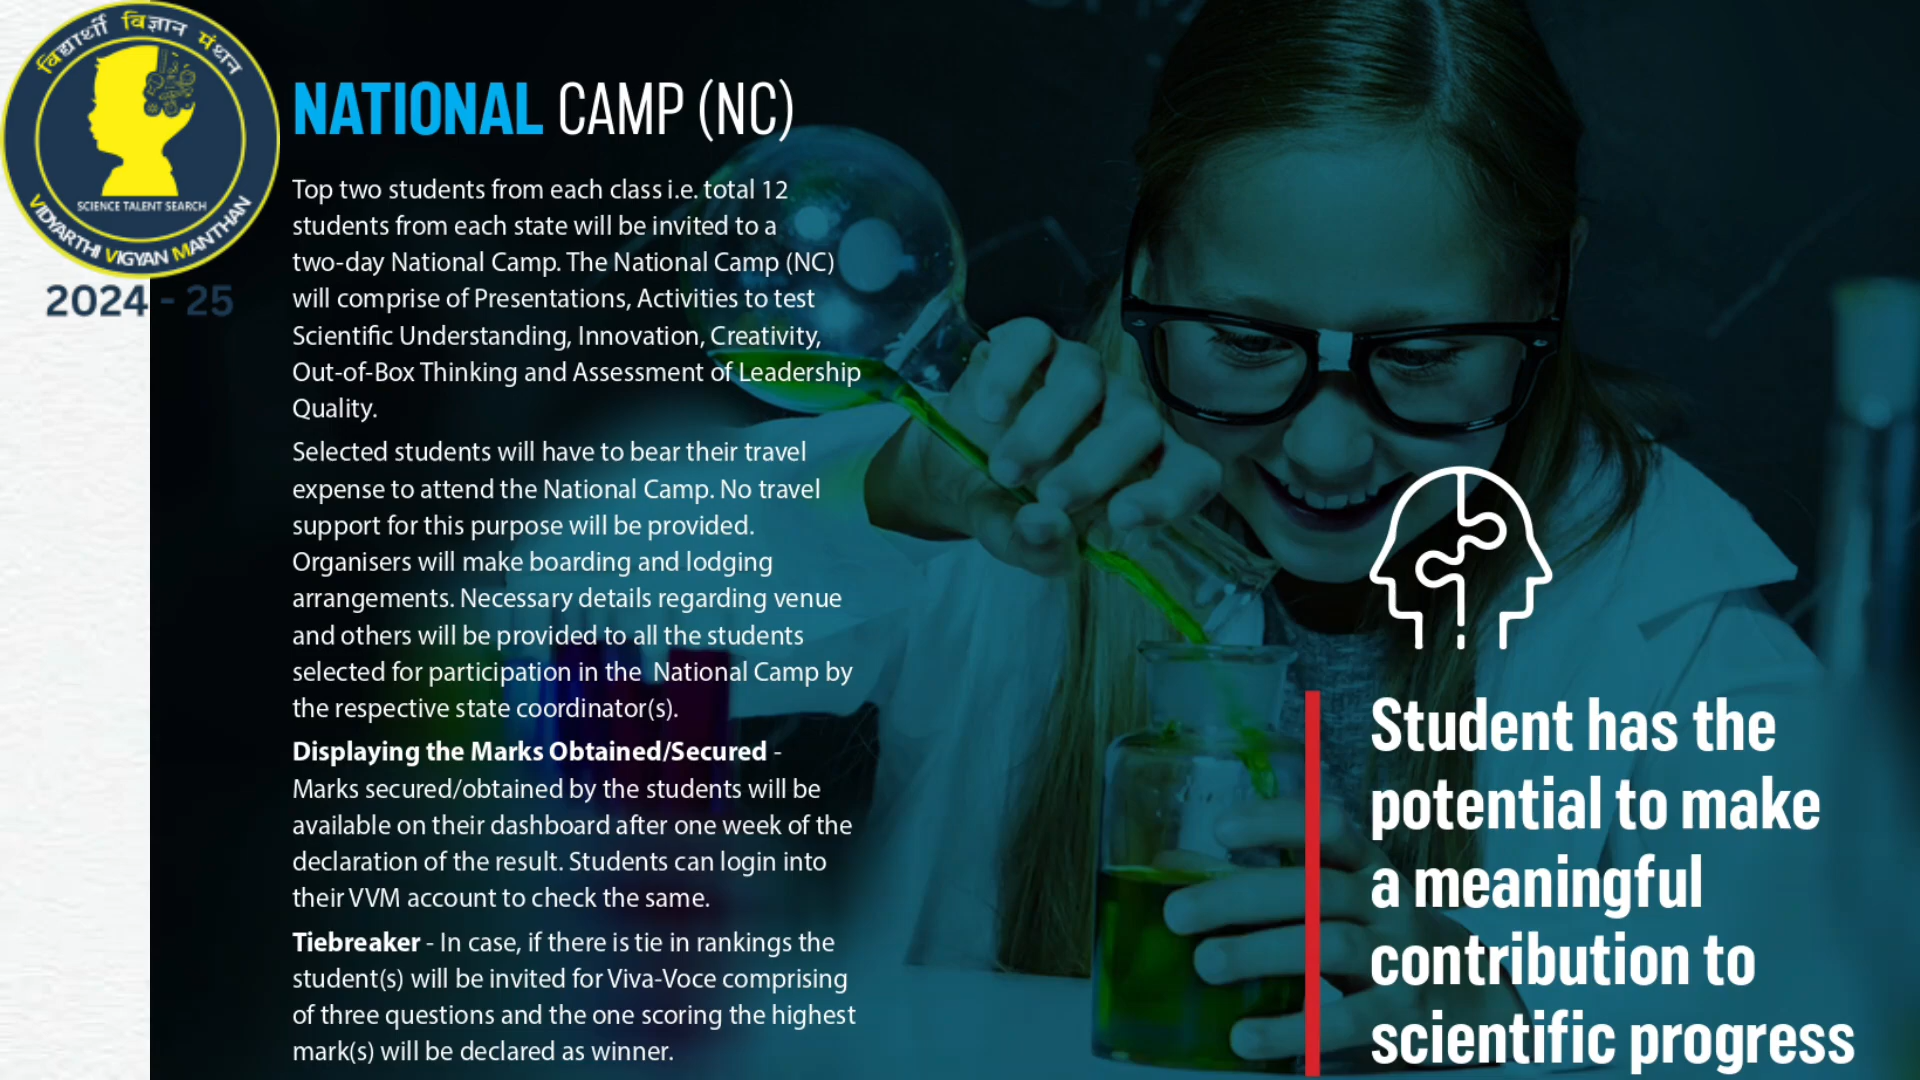 विद्यार्थी विज्ञान मंथन
SCIENCE TALENT SEARCH
VIDYARTHI VIGYAN MANTHAN
2024 - 25
NATIONAL CAMP (NC)
Top two students from each class i.e. total 12
students from each state will be invited to a
two-day National Camp. The National Camp (NC)
will comprise of Presentations, Activities to test
Scientific Understanding, Innovation, Creativity,
Out-of-Box Thinking and Assessment of Leadership
Quality.
Selected students will have to bear their travel
expense to attend the National Camp. No travel
support for this purpose will be provided.
Organisers will make boarding and lodging
arrangements. Necessary details regarding venue
and others will be provided to all the students
selected for participation in the National Camp by
the respective state coordinator(s).
Displaying the Marks Obtained/Secured -
Marks secured/obtained by the students will be
available on their dashboard after one week of the
declaration of the result. Students can login into
their VVM account to check the same.
Tiebreaker - In case, if there is tie in rankings the
student(s) will be invited for Viva-Voce comprising
of three questions and the one scoring the highest
mark(s) will be declared as winner.
Student has the
potential to make
a meaningful
contribution to
scientific progress